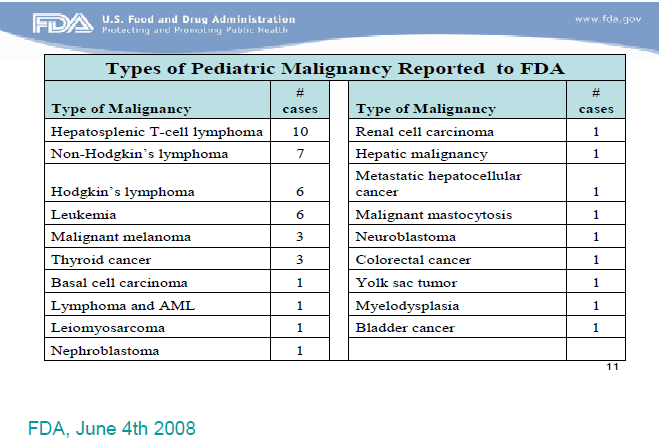 FDA U.S. Food and Drug Administration
Protecting and Promoting Public Health
www.fda.gov
Types of Pediatric Malignancy Reported to FDA
Type of Malignancy # cases
Hepatosplenic T-cell lymphoma 10
Non-Hodgkin's lymphoma 7
Hodgkin's lymphoma 6
Leukemia 6
Malignant melanoma 3
Thyroid cancer 3
Basal cell carcinoma 1
Lymphoma and AML 1
Leiomyosarcoma 1
Nephroblastoma 1
Type of Malignancy # cases
Renal cell carcinoma 1
Hepatic malignancy 1
Metastatic hepatocellular
cancer 1
Malignant mastocytosis 1
Neuroblastoma 1
Colorectal cancer 1
Yolk sac tumor 1
Myelodysplasia 1
Bladder cancer 1
11
FDA, June 4th 2008